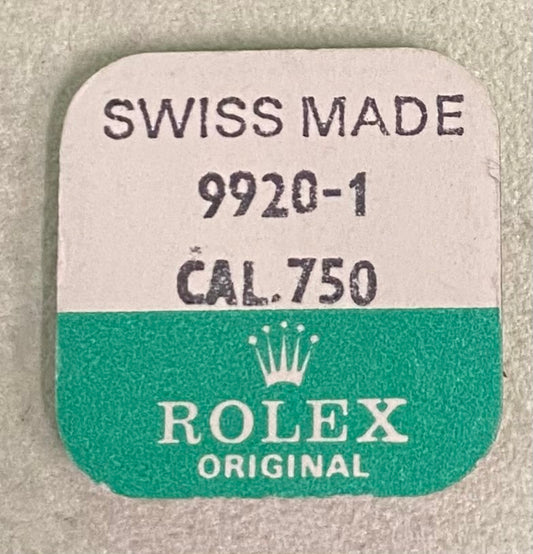 SWISS MADE
9920-1
CAL.750
ROLEX
ORIGINAL